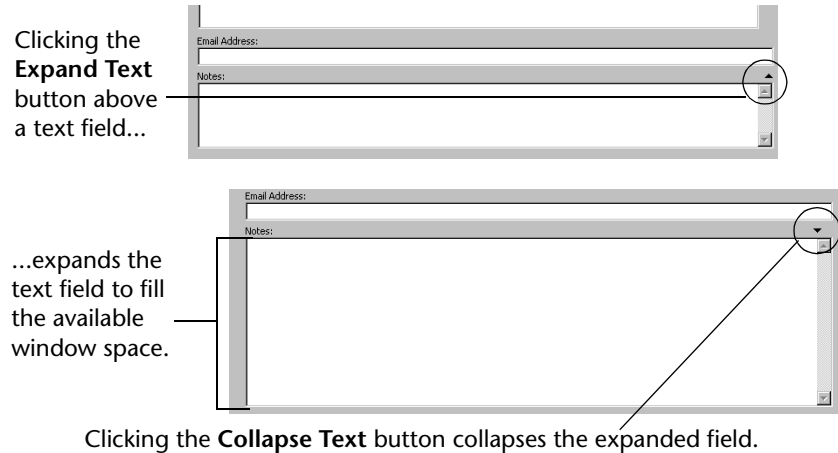 Clicking the
Expand Text
button above
a text field...
Email Address:
Notes:
Email Address:
Notes:
...expands the
text field to fill
the available
window space.
Clicking the Collapse Text button collapses the expanded field.